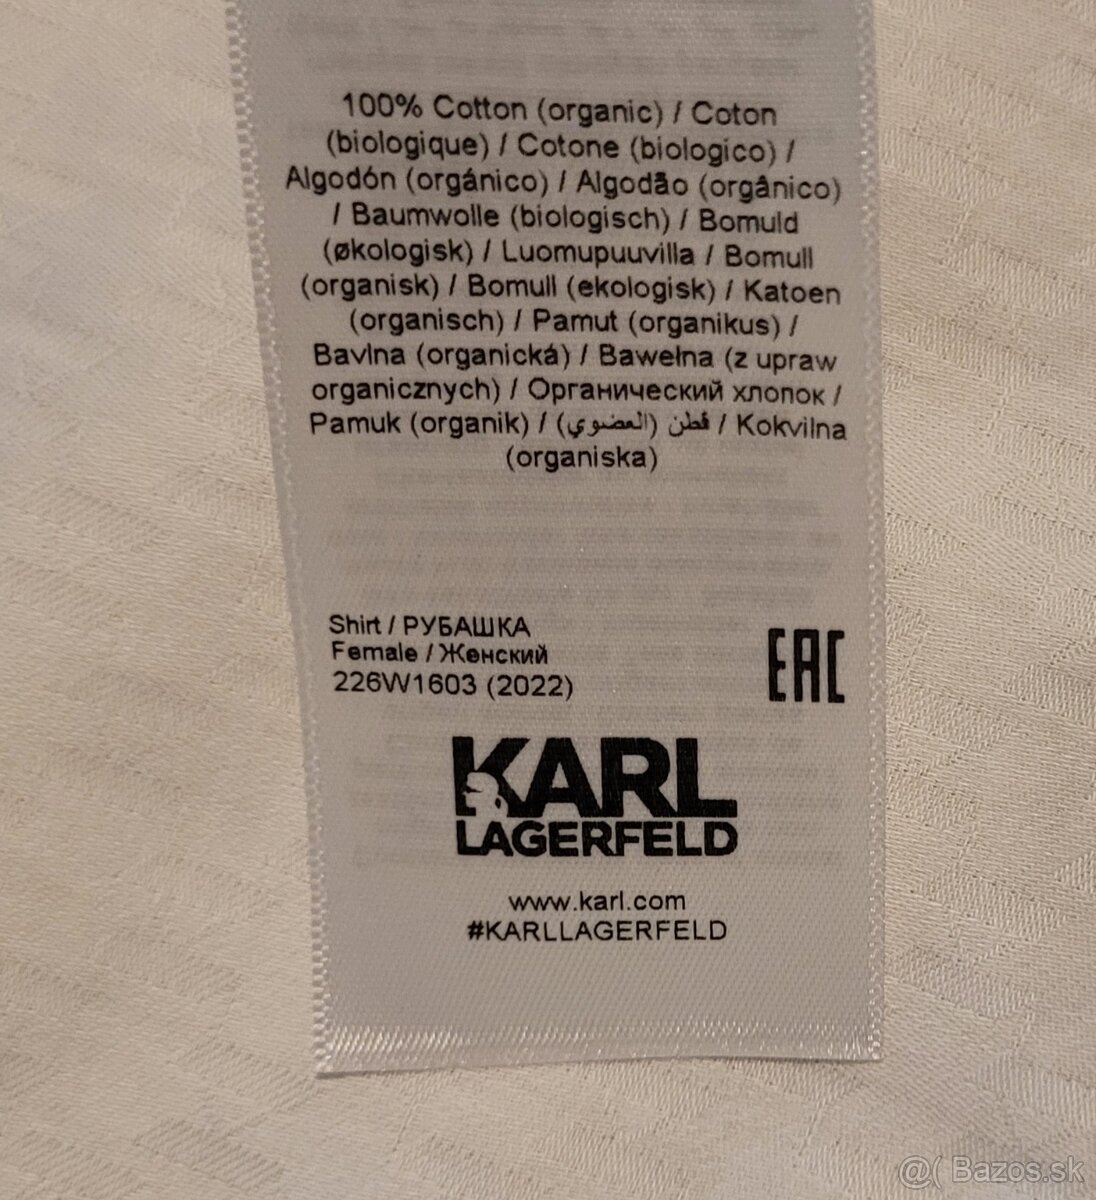 100% Cotton (organic) / Coton
(biologique) / Cotone (biologico) /
Algodón (orgánico) / Algodão (orgânico)
/ Baumwolle (biologisch) / Bomuld
(økologisk) / Luomupuuvilla / Bomull
(organisk) / Bomull (ekologisk) / Katoen
(organisch) / Pamut (organikus) /
Bavlna (organická) / Bawełna (z upraw
organicznych) / Органический хлопок /
Pamuk (organik) / قطن (العضوي) / Kokvilna
(organiska)
Shirt / РУБАШКА
Female / Женский
226W1603 (2022)
EAC
KARL
LAGERFELD
www.karl.com
#KARLLAGERFELD
@( Bazos.sk